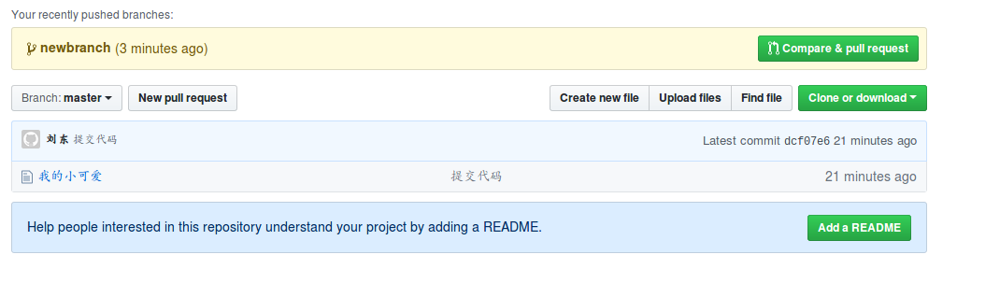 Your recently pushed branches:
newbranch (3 minutes ago) Compare & pull request
Branch: master New pull request Create new file Upload files Find file Clone or download
刘东 提交代码 Latest commit dcf07e6 21 minutes ago
我的小可爱 提交代码 21 minutes ago
Help people interested in this repository understand your project by adding a README. Add a README